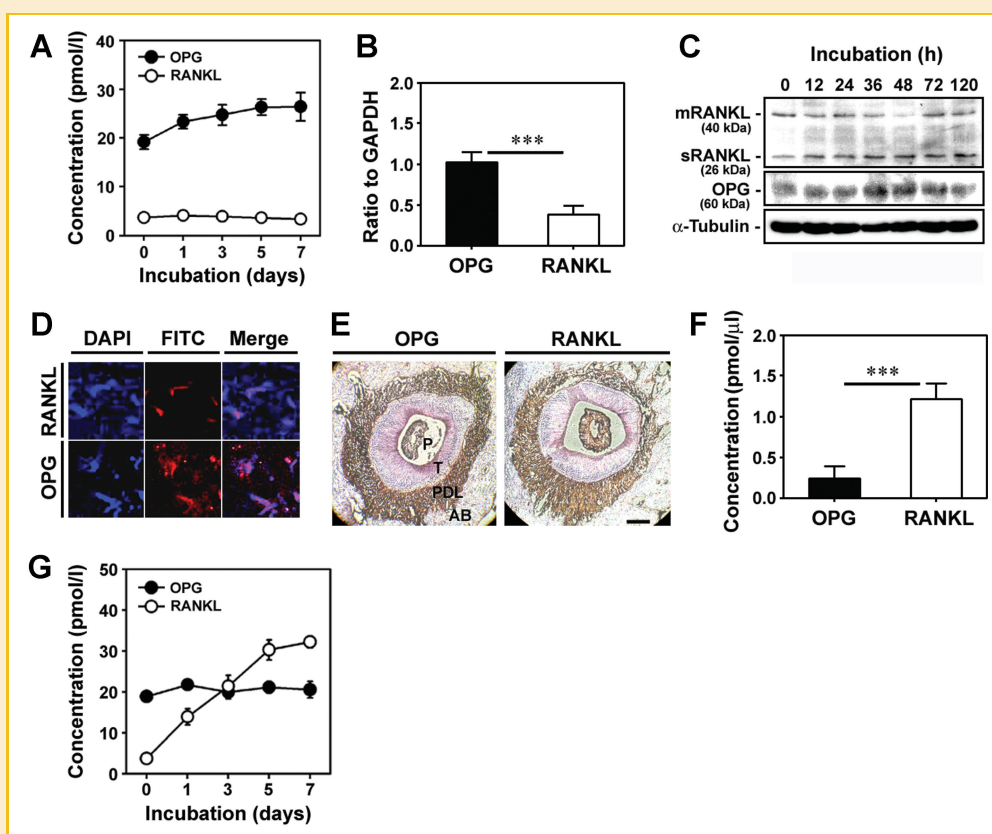 A
Concentration (pmol/l)
40
30
20
10
0
OPG
RANKL
0 1 3 5 7
Incubation (days)
B
Ratio to GAPDH
2.0
1.5
1.0
0.5
0.0
***
OPG RANKL
C
Incubation (h)
0 12 24 36 48 72 120
mRANKL -
(40 kDa)
sRANKL -
(26 kDa)
OPG -
(60 kDa)
α-Tubulin -
D
DAPI FITC Merge
RANKL
OPG
E
OPG RANKL
P
T
PDL
AB
F
Concentration (pmol/μl)
2.0
1.5
1.0
0.5
0.0
***
OPG RANKL
G
Concentration (pmol/l)
50
40
30
20
10
0
OPG
RANKL
0 1 3 5 7
Incubation (days)